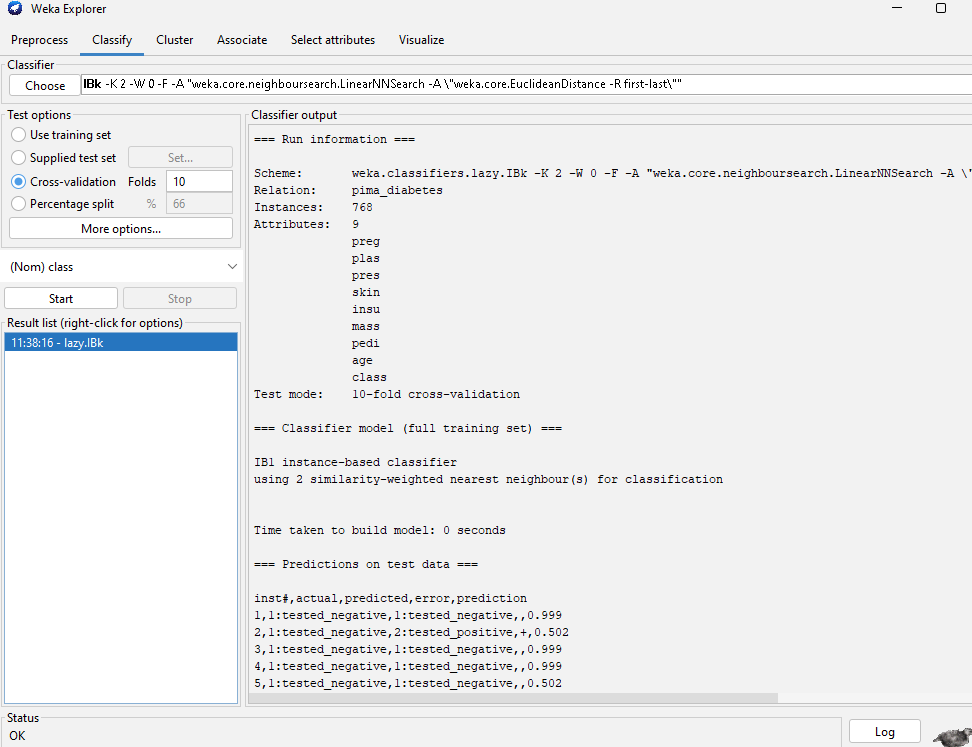 Weka Explorer
Preprocess Classify Cluster Associate Select attributes Visualize
Classifier
Choose IBk -K 2 -W 0 -F -A "weka.core.neighboursearch.LinearNNSearch -A \"weka.core.EuclideanDistance -R first-last\""
Test options
Use training set
Supplied test set Set...
Cross-validation Folds 10
Percentage split % 66
More options...
(Nom) class
Start Stop
Result list (right-click for options)
11:38:16 - lazy.IBk
Classifier output
=== Run information ===
Scheme: weka.classifiers.lazy.IBk -K 2 -W 0 -F -A "weka.core.neighboursearch.LinearNNSearch -A \"
Relation: pima_diabetes
Instances: 768
Attributes: 9
preg
plas
pres
skin
insu
mass
pedi
age
class
Test mode: 10-fold cross-validation
=== Classifier model (full training set) ===
IB1 instance-based classifier
using 2 similarity-weighted nearest neighbour(s) for classification
Time taken to build model: 0 seconds
=== Predictions on test data ===
inst#,actual,predicted,error,prediction
1,1:tested_negative,1:tested_negative,,0.999
2,1:tested_negative,2:tested_positive,+,0.502
3,1:tested_negative,1:tested_negative,,0.999
4,1:tested_negative,1:tested_negative,,0.999
5,1:tested_negative,1:tested_negative,,0.502
Status
OK
Log